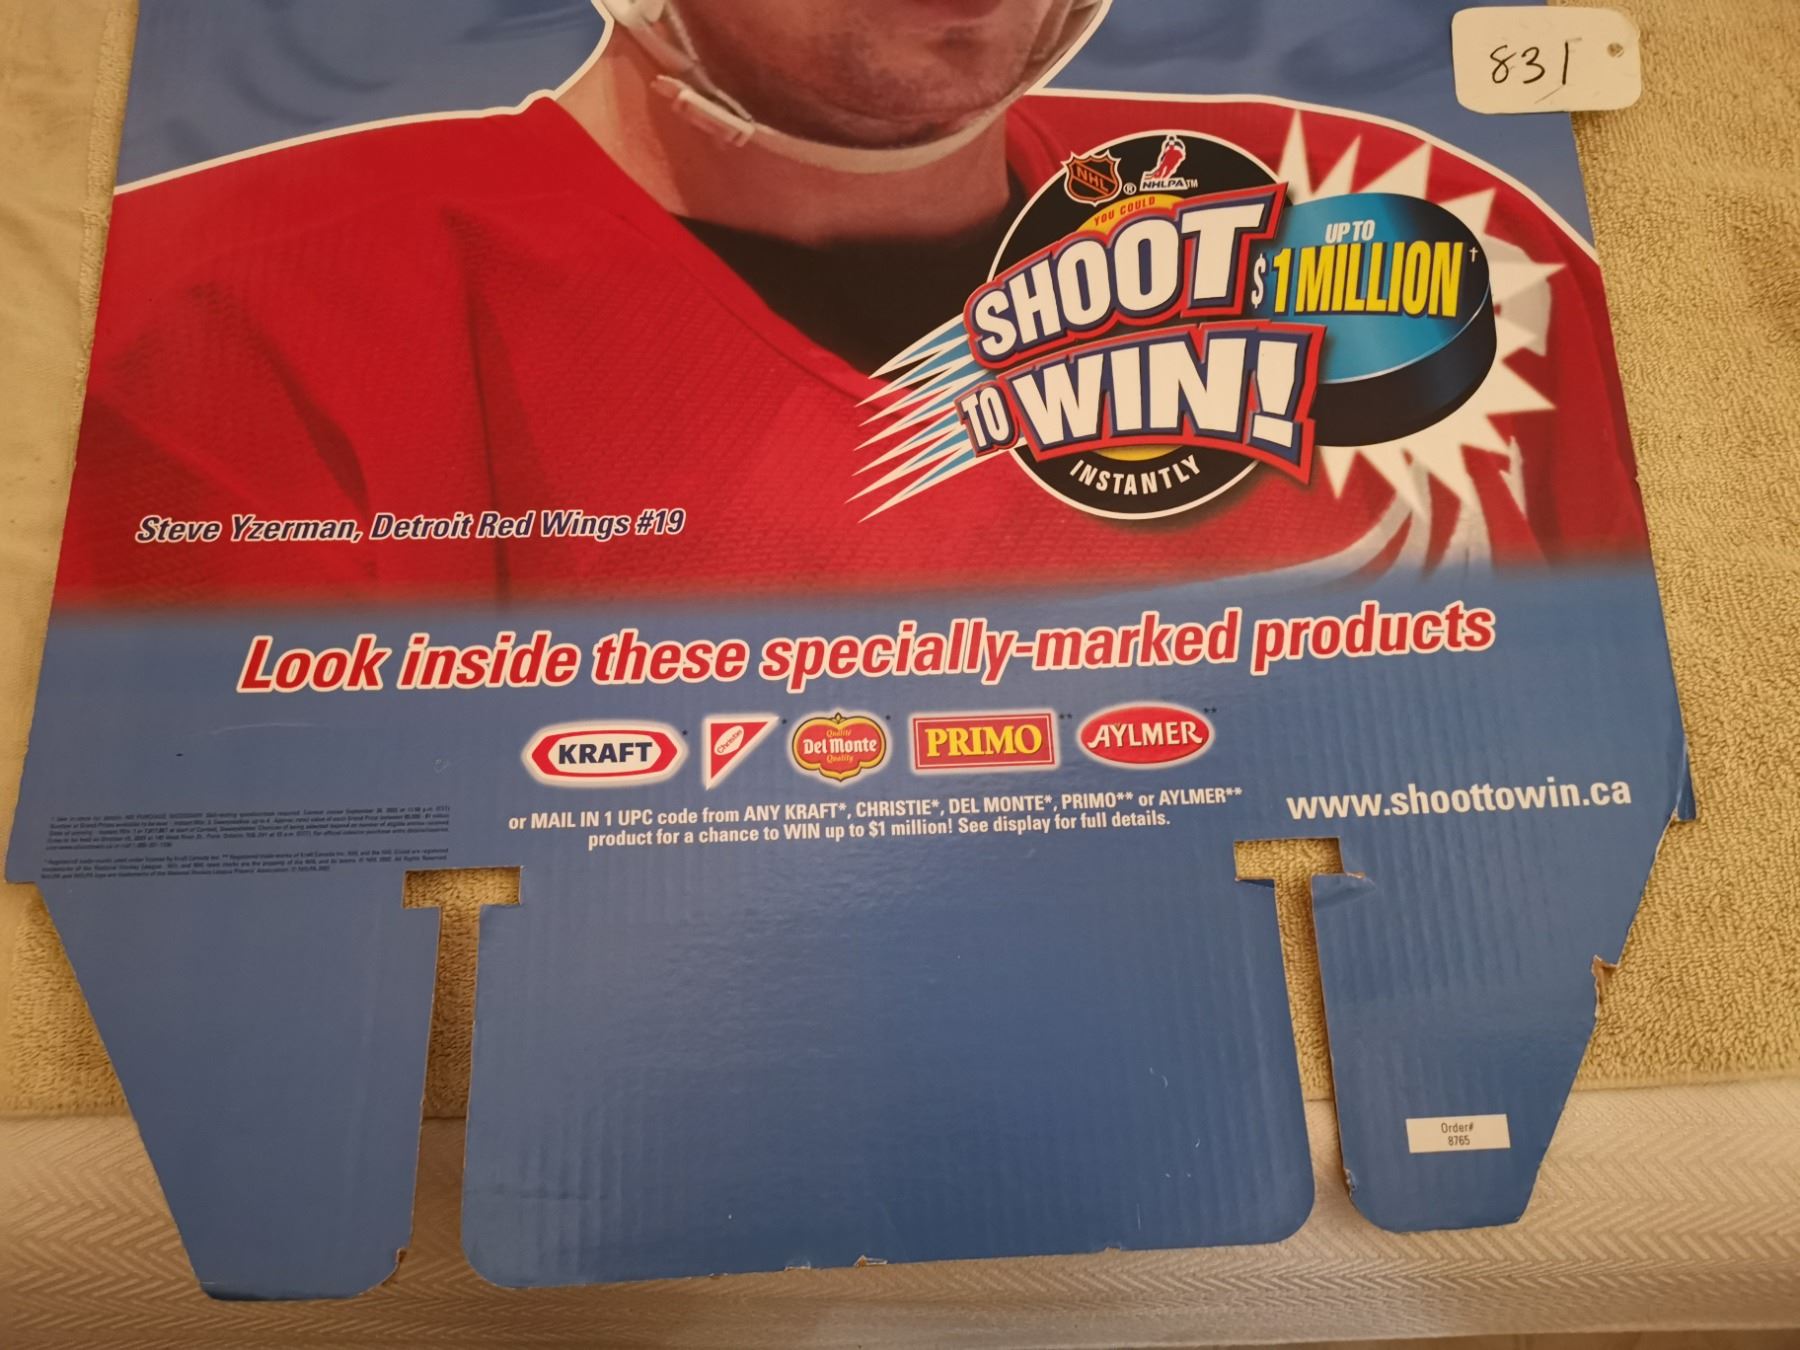 831
NHL ® NHLPA TM
YOU COULD
SHOOT
TO WIN!
INSTANTLY
UP TO
$1 MILLION†
Steve Yzerman, Detroit Red Wings #19
Look inside these specially-marked products
KRAFT* Christie* Qualité Del Monte Quality* PRIMO** AYLMER**
or MAIL IN 1 UPC code from ANY KRAFT*, CHRISTIE*, DEL MONTE*, PRIMO** or AYLMER**
product for a chance to WIN up to $1 million! See display for full details.
www.shoottowin.ca
Order#
8765